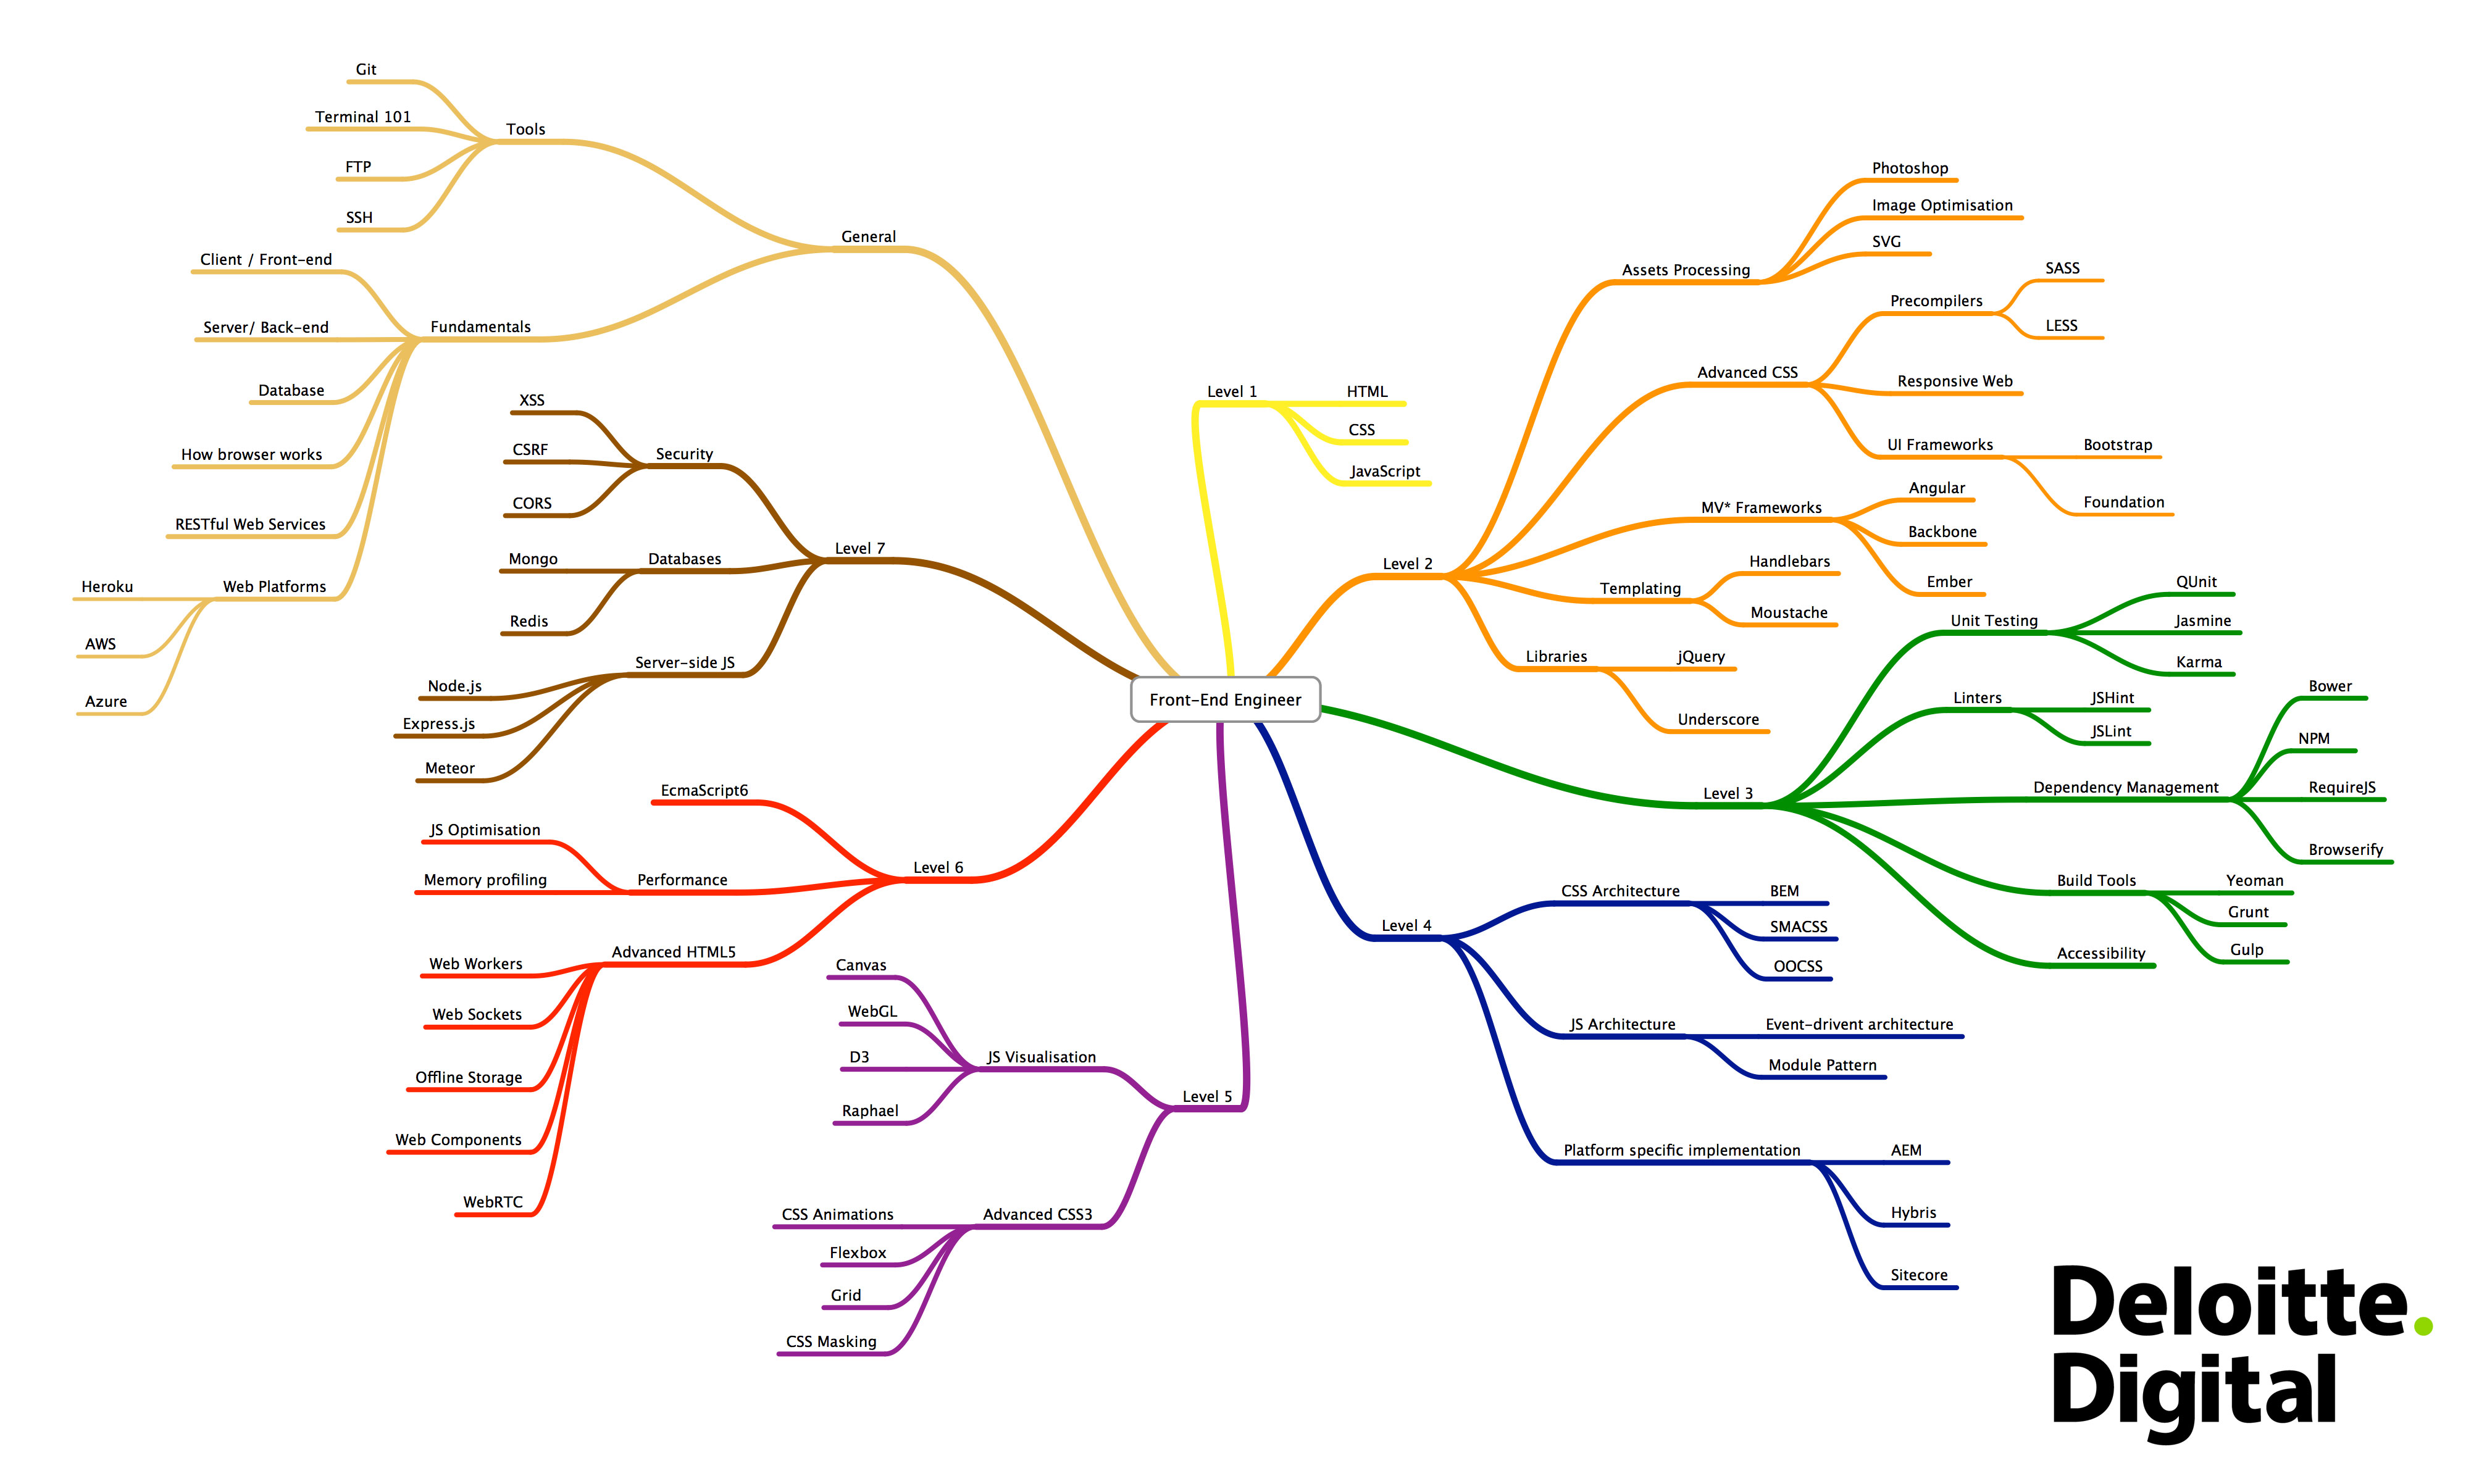 Front-End Engineer
General
Tools
Git
Terminal 101
FTP
SSH
Fundamentals
Client / Front-end
Server/ Back-end
Database
How browser works
RESTful Web Services
Web Platforms
Heroku
AWS
Azure
Level 1
HTML
CSS
JavaScript
Level 2
Assets Processing
Photoshop
Image Optimisation
SVG
Advanced CSS
Precompilers
SASS
LESS
Responsive Web
UI Frameworks
Bootstrap
Foundation
MV* Frameworks
Angular
Backbone
Ember
Templating
Handlebars
Moustache
Libraries
jQuery
Underscore
Level 3
Unit Testing
QUnit
Jasmine
Karma
Linters
JSHint
JSLint
Dependency Management
Bower
NPM
RequireJS
Browserify
Build Tools
Yeoman
Grunt
Gulp
Accessibility
Level 4
CSS Architecture
BEM
SMACSS
OOCSS
JS Architecture
Event-drivent architecture
Module Pattern
Platform specific implementation
AEM
Hybris
Sitecore
Level 5
JS Visualisation
Canvas
WebGL
D3
Raphael
Advanced CSS3
CSS Animations
Flexbox
Grid
CSS Masking
Level 6
EcmaScript6
Performance
JS Optimisation
Memory profiling
Advanced HTML5
Web Workers
Web Sockets
Offline Storage
Web Components
WebRTC
Level 7
Security
XSS
CSRF
CORS
Databases
Mongo
Redis
Server-side JS
Node.js
Express.js
Meteor
Deloitte.
Digital